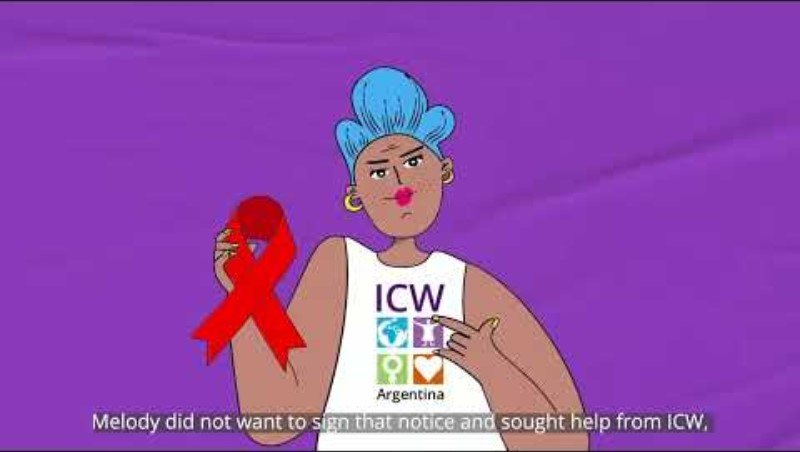 ICW
Argentina
Melody did not want to sign that notice and sought help from ICW,